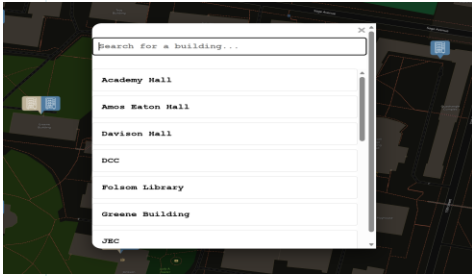 ×
Search for a building...
Academy Hall
Amos Eaton Hall
Davison Hall
DCC
Folsom Library
Greene Building
JEC